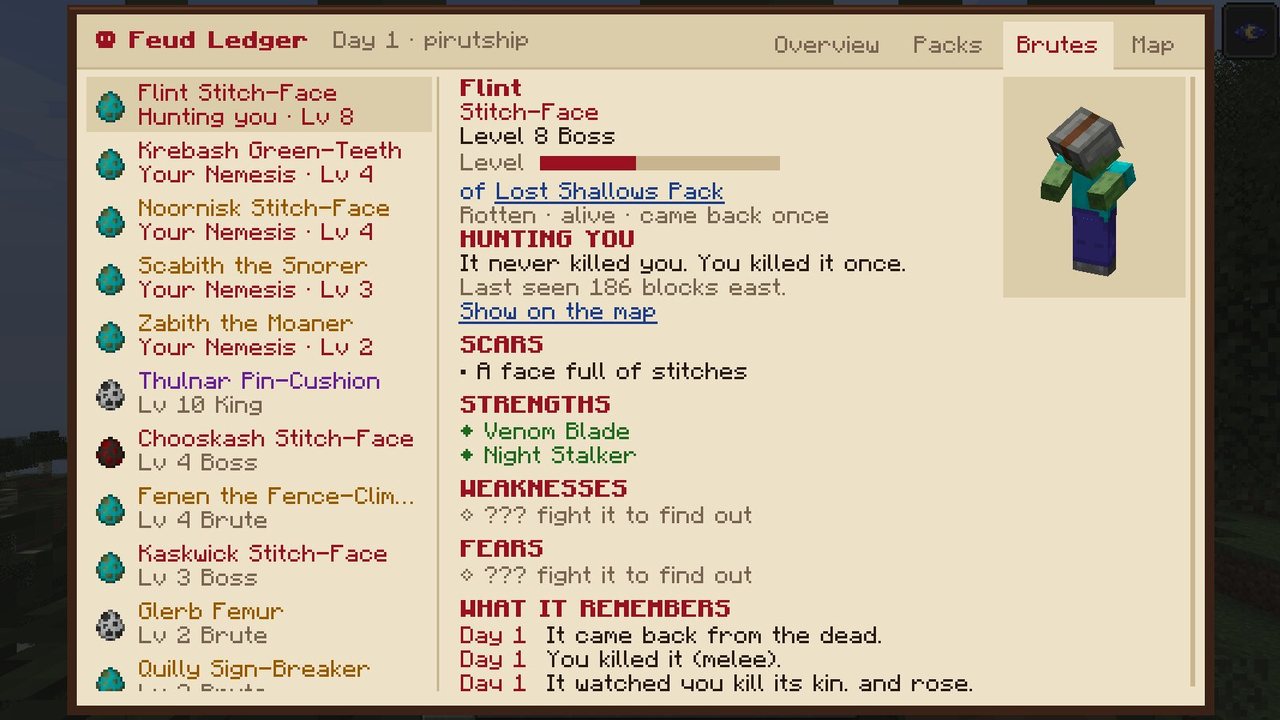 Feud Ledger Day 1 · pirutship
Overview Packs Brutes Map
Flint Stitch-Face
Hunting you · Lv 8
Krebash Green-Teeth
Your Nemesis · Lv 4
Noornisk Stitch-Face
Your Nemesis · Lv 4
Scabith the Snorer
Your Nemesis · Lv 3
Zabith the Moaner
Your Nemesis · Lv 2
Thulnar Pin-Cushion
Lv 10 King
Chooskash Stitch-Face
Lv 4 Boss
Fenen the Fence-Clim...
Lv 4 Brute
Kaskwick Stitch-Face
Lv 3 Boss
Glerb Femur
Lv 2 Brute
Quilly Sign-Breaker
Lv 2 Brute
Flint
Stitch-Face
Level 8 Boss
Level
of Lost Shallows Pack
Rotten · alive · came back once
HUNTING YOU
It never killed you. You killed it once.
Last seen 186 blocks east.
Show on the map
SCARS
• A face full of stitches
STRENGTHS
◆ Venom Blade
◆ Night Stalker
WEAKNESSES
◇ ??? fight it to find out
FEARS
◇ ??? fight it to find out
WHAT IT REMEMBERS
Day 1 It came back from the dead.
Day 1 You killed it (melee).
Day 1 It watched you kill its kin, and rose.